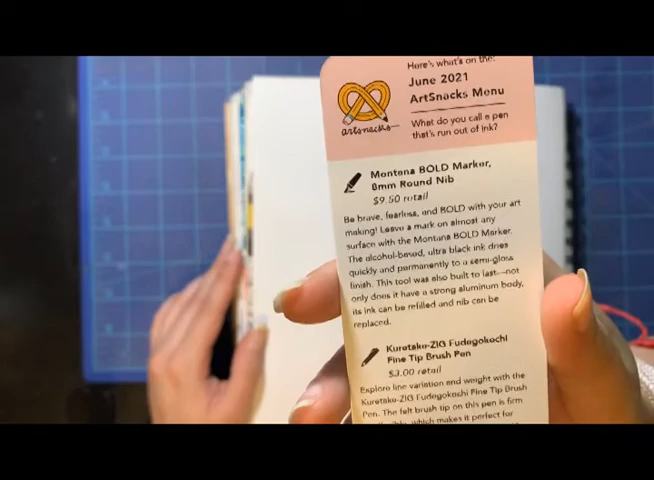 Here's what's on the:
June 2021
ArtSnacks Menu
What do you call a pen
that's run out of ink?
artsnacks
Montana BOLD Marker,
8mm Round Nib
$9.50 retail
Be brave, fearless, and BOLD with your art
making! Leave a mark on almost any
surface with the Montana BOLD Marker.
The alcohol-based, ultra black ink dries
quickly and permanently to a semi-gloss
finish. This tool was also built to last—not
only does it have a strong aluminum body,
its ink can be refilled and nib can be
replaced.
Kuretake-ZIG Fudegokochi
Fine Tip Brush Pen
$3.00 retail
Explore line variation and weight with the
Kuretake-ZIG Fudegokochi Fine Tip Brush
Pen. The felt brush tip on this pen is firm
which makes it perfect for